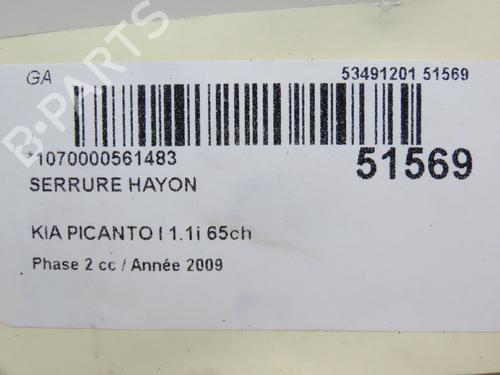 GA
53491201 51569
*1070000561483
51569
SERRURE HAYON
KIA PICANTO I 1.1i 65ch
Phase 2 cc / Année 2009
B-PARTS